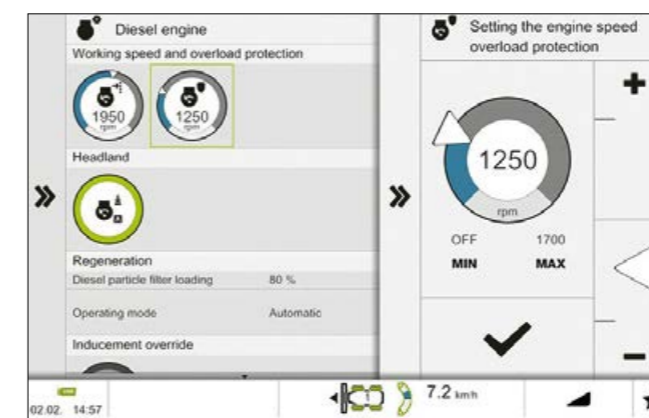 Diesel engine
Working speed and overload protection
1950
rpm
1250
rpm
Headland
Regeneration
Diesel particle filter loading 80 %
Operating mode Automatic
Inducement override
Setting the engine speed
overload protection
1250
rpm
OFF 1700
MIN MAX
02.02. 14:57
1
7.2 km/h